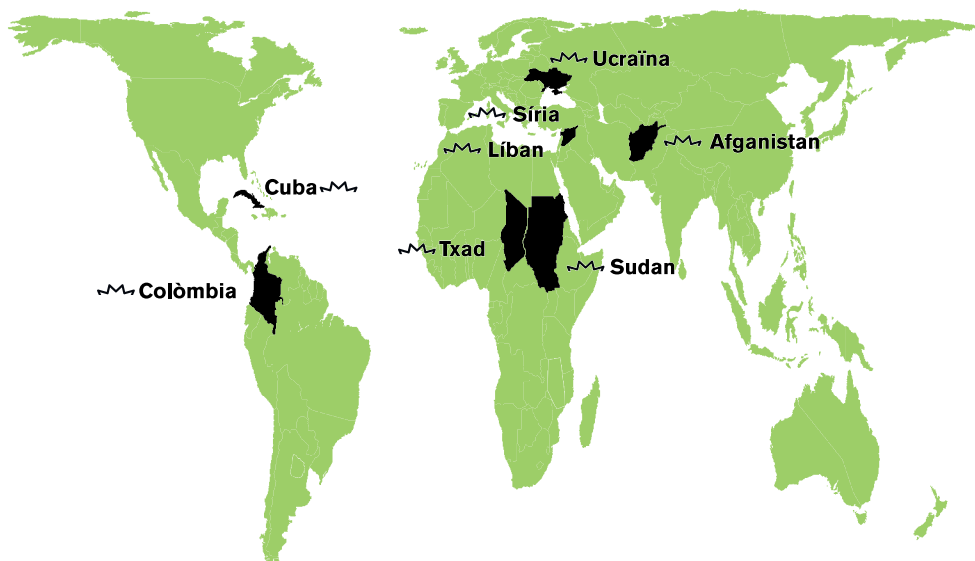 Ucraïna
Síria
Afganistan
Líban
Cuba
Txad
Sudan
Colòmbia